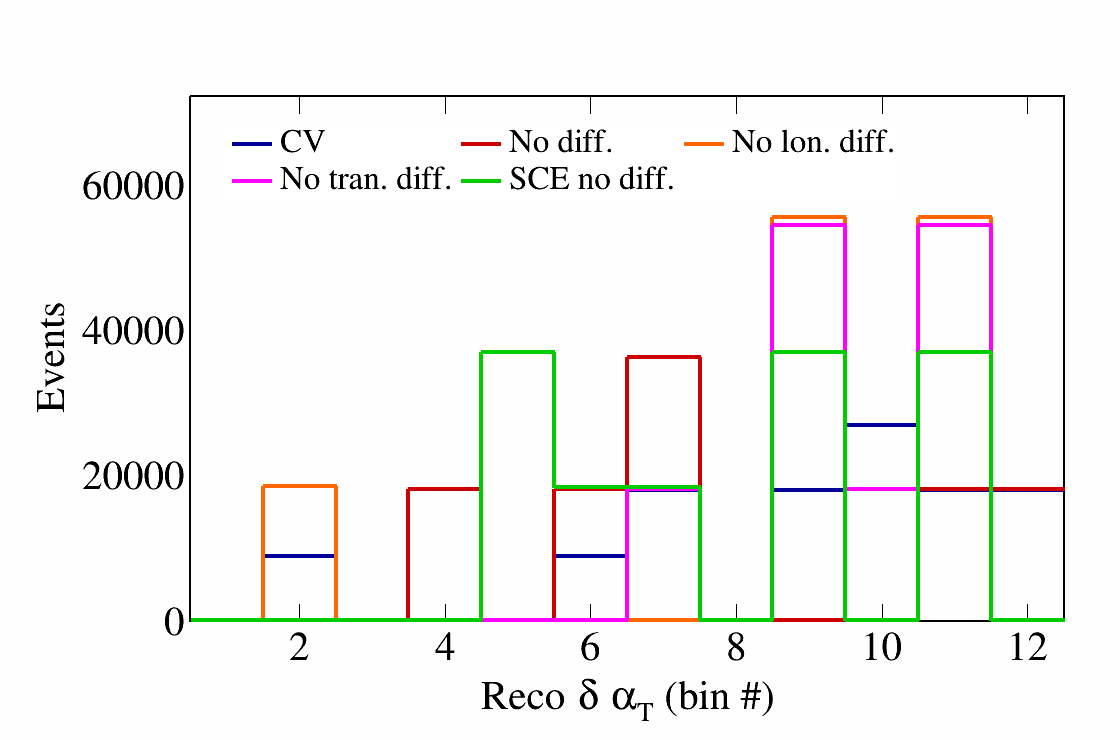 CV No diff. No lon. diff.
No tran. diff. SCE no diff.
60000
40000
20000
0
Events
2 4 6 8 10 12
Reco δ α_T (bin #)